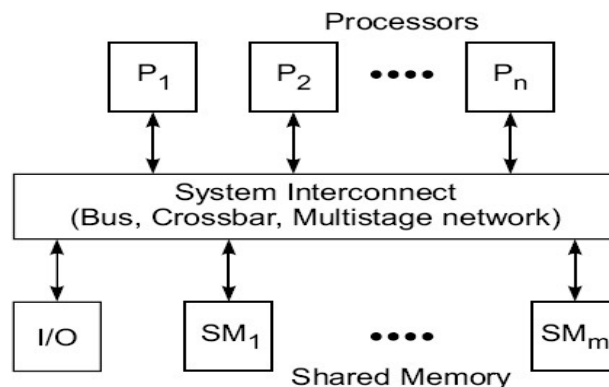 Processors
P1 P2 •••• Pn
System Interconnect
(Bus, Crossbar, Multistage network)
I/O SM1 •••• SMm
Shared Memory